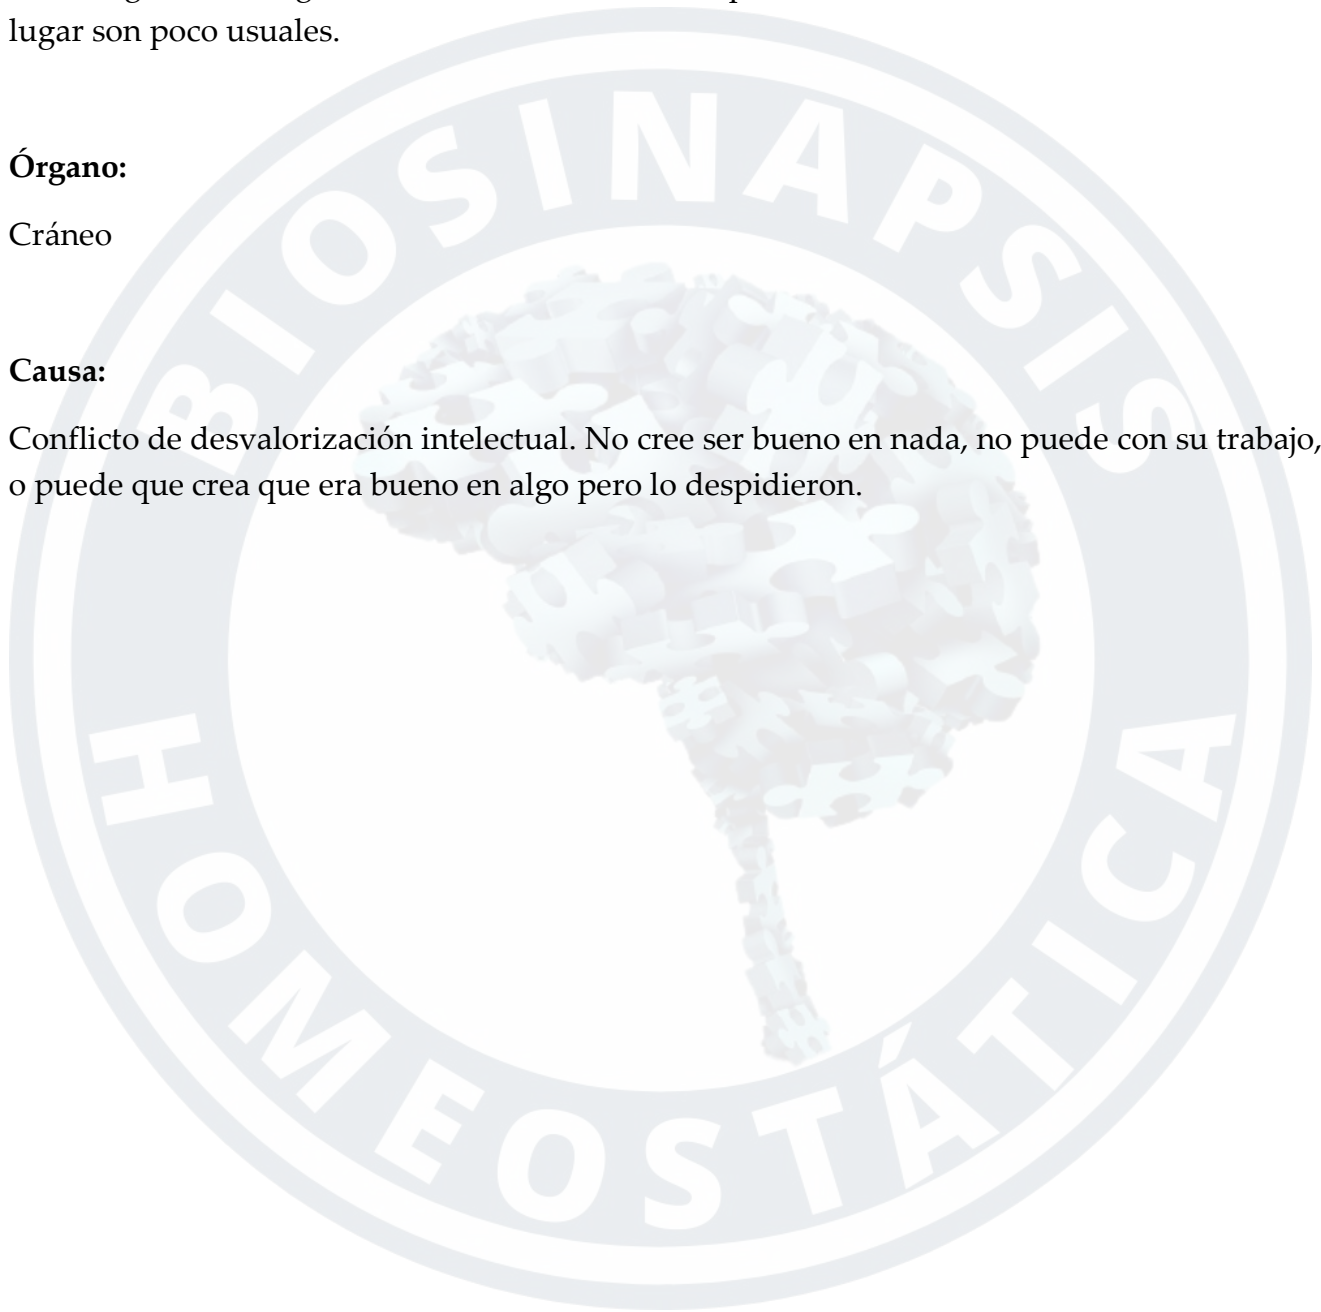 lugar son poco usuales.
Órgano:
Cráneo
Causa:
Conflicto de desvalorización intelectual. No cree ser bueno en nada, no puede con su trabajo,
o puede que crea que era bueno en algo pero lo despidieron.
BIOSINAPSIS
HOMEOSTÁTICA